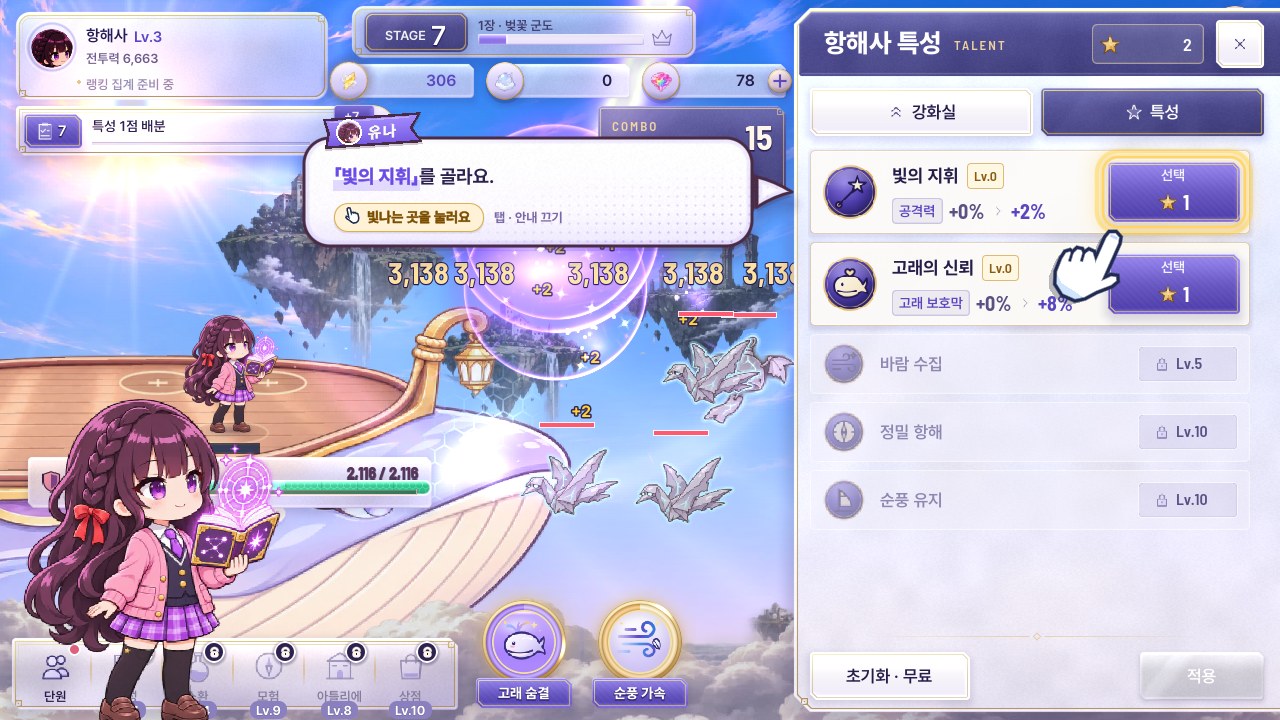 항해사 Lv.3
전투력 6,663
랭킹 집계 준비 중
STAGE 7
1장 · 벚꽃 군도
306
0
78
7
특성 1점 배분
COMBO
15
유나
「빛의 지휘」를 골라요.
빛나는 곳을 눌러요
탭 · 안내 끄기
3,138 3,138 3,138 3,138
+2
+2
+2
+2
2,116 / 2,116
단원
모험
Lv.9
아틀리에
Lv.8
상점
Lv.10
고래 숨결
순풍 가속
항해사 특성 TALENT
2
강화실
특성
빛의 지휘 Lv.0
공격력 +0% +2%
선택
1
고래의 신뢰 Lv.0
고래 보호막 +0% +8%
선택
1
바람 수집
Lv.5
정밀 항해
Lv.10
순풍 유지
Lv.10
초기화 · 무료
적용